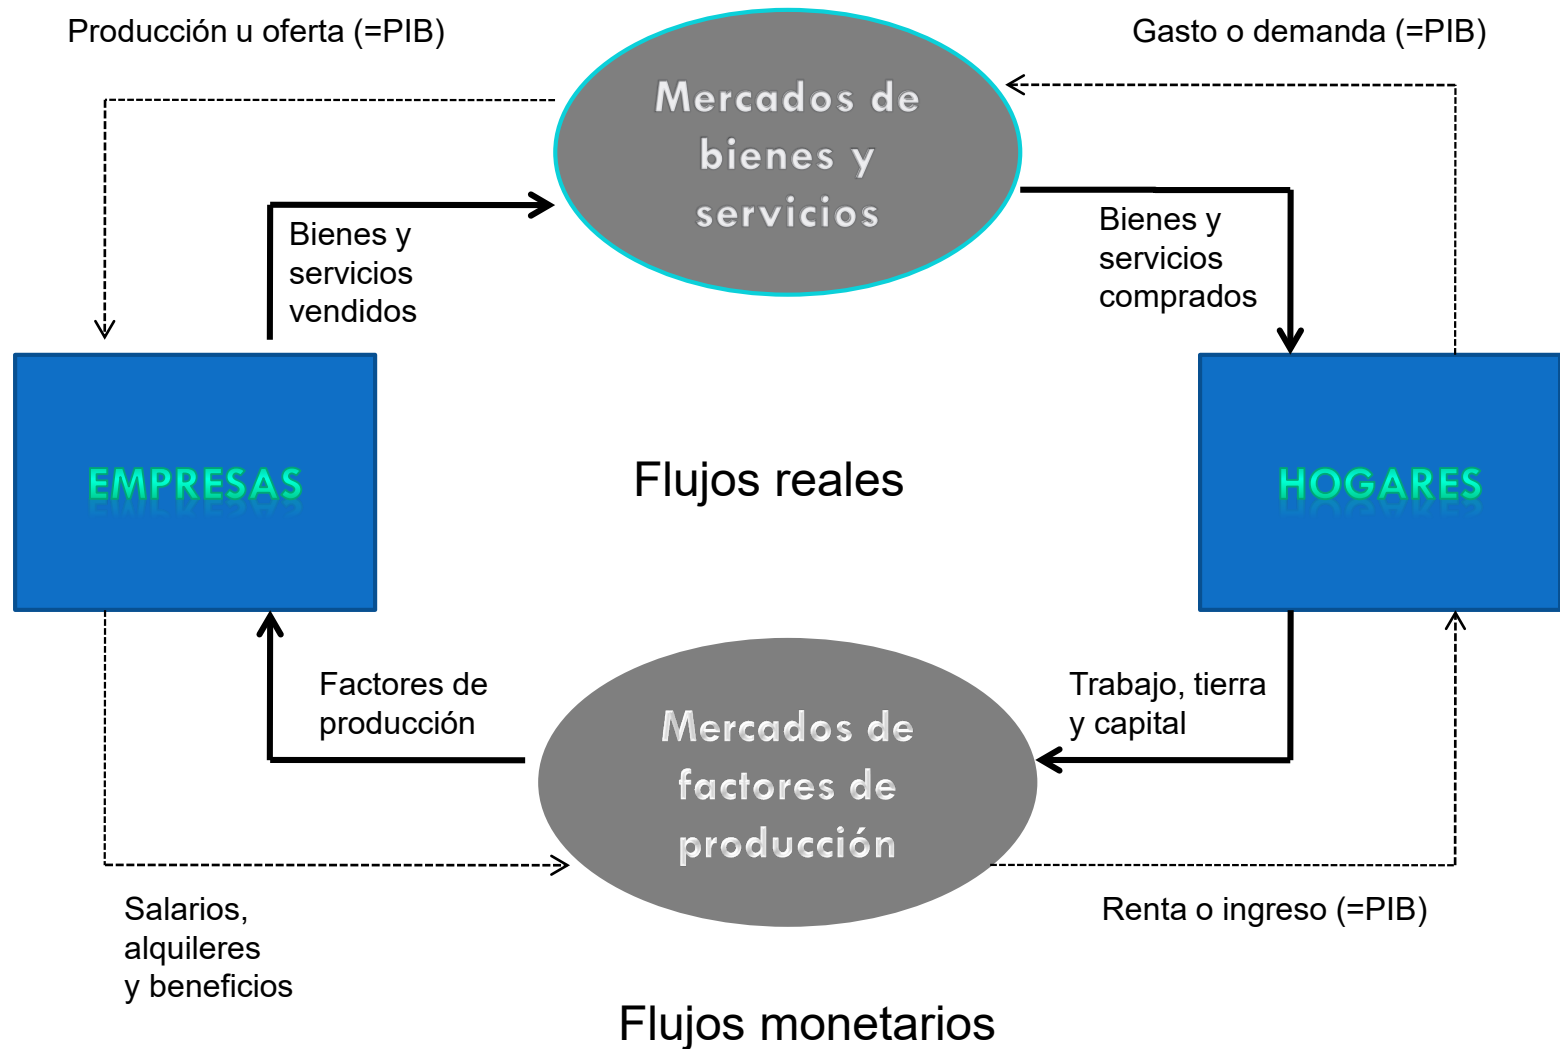 Producción u oferta (=PIB)
Gasto o demanda (=PIB)
Mercados de
bienes y
servicios
Bienes y
servicios
vendidos
Bienes y
servicios
comprados
EMPRESAS
Flujos reales
HOGARES
Factores de
producción
Trabajo, tierra
y capital
Mercados de
factores de
producción
Salarios,
alquileres
y beneficios
Renta o ingreso (=PIB)
Flujos monetarios